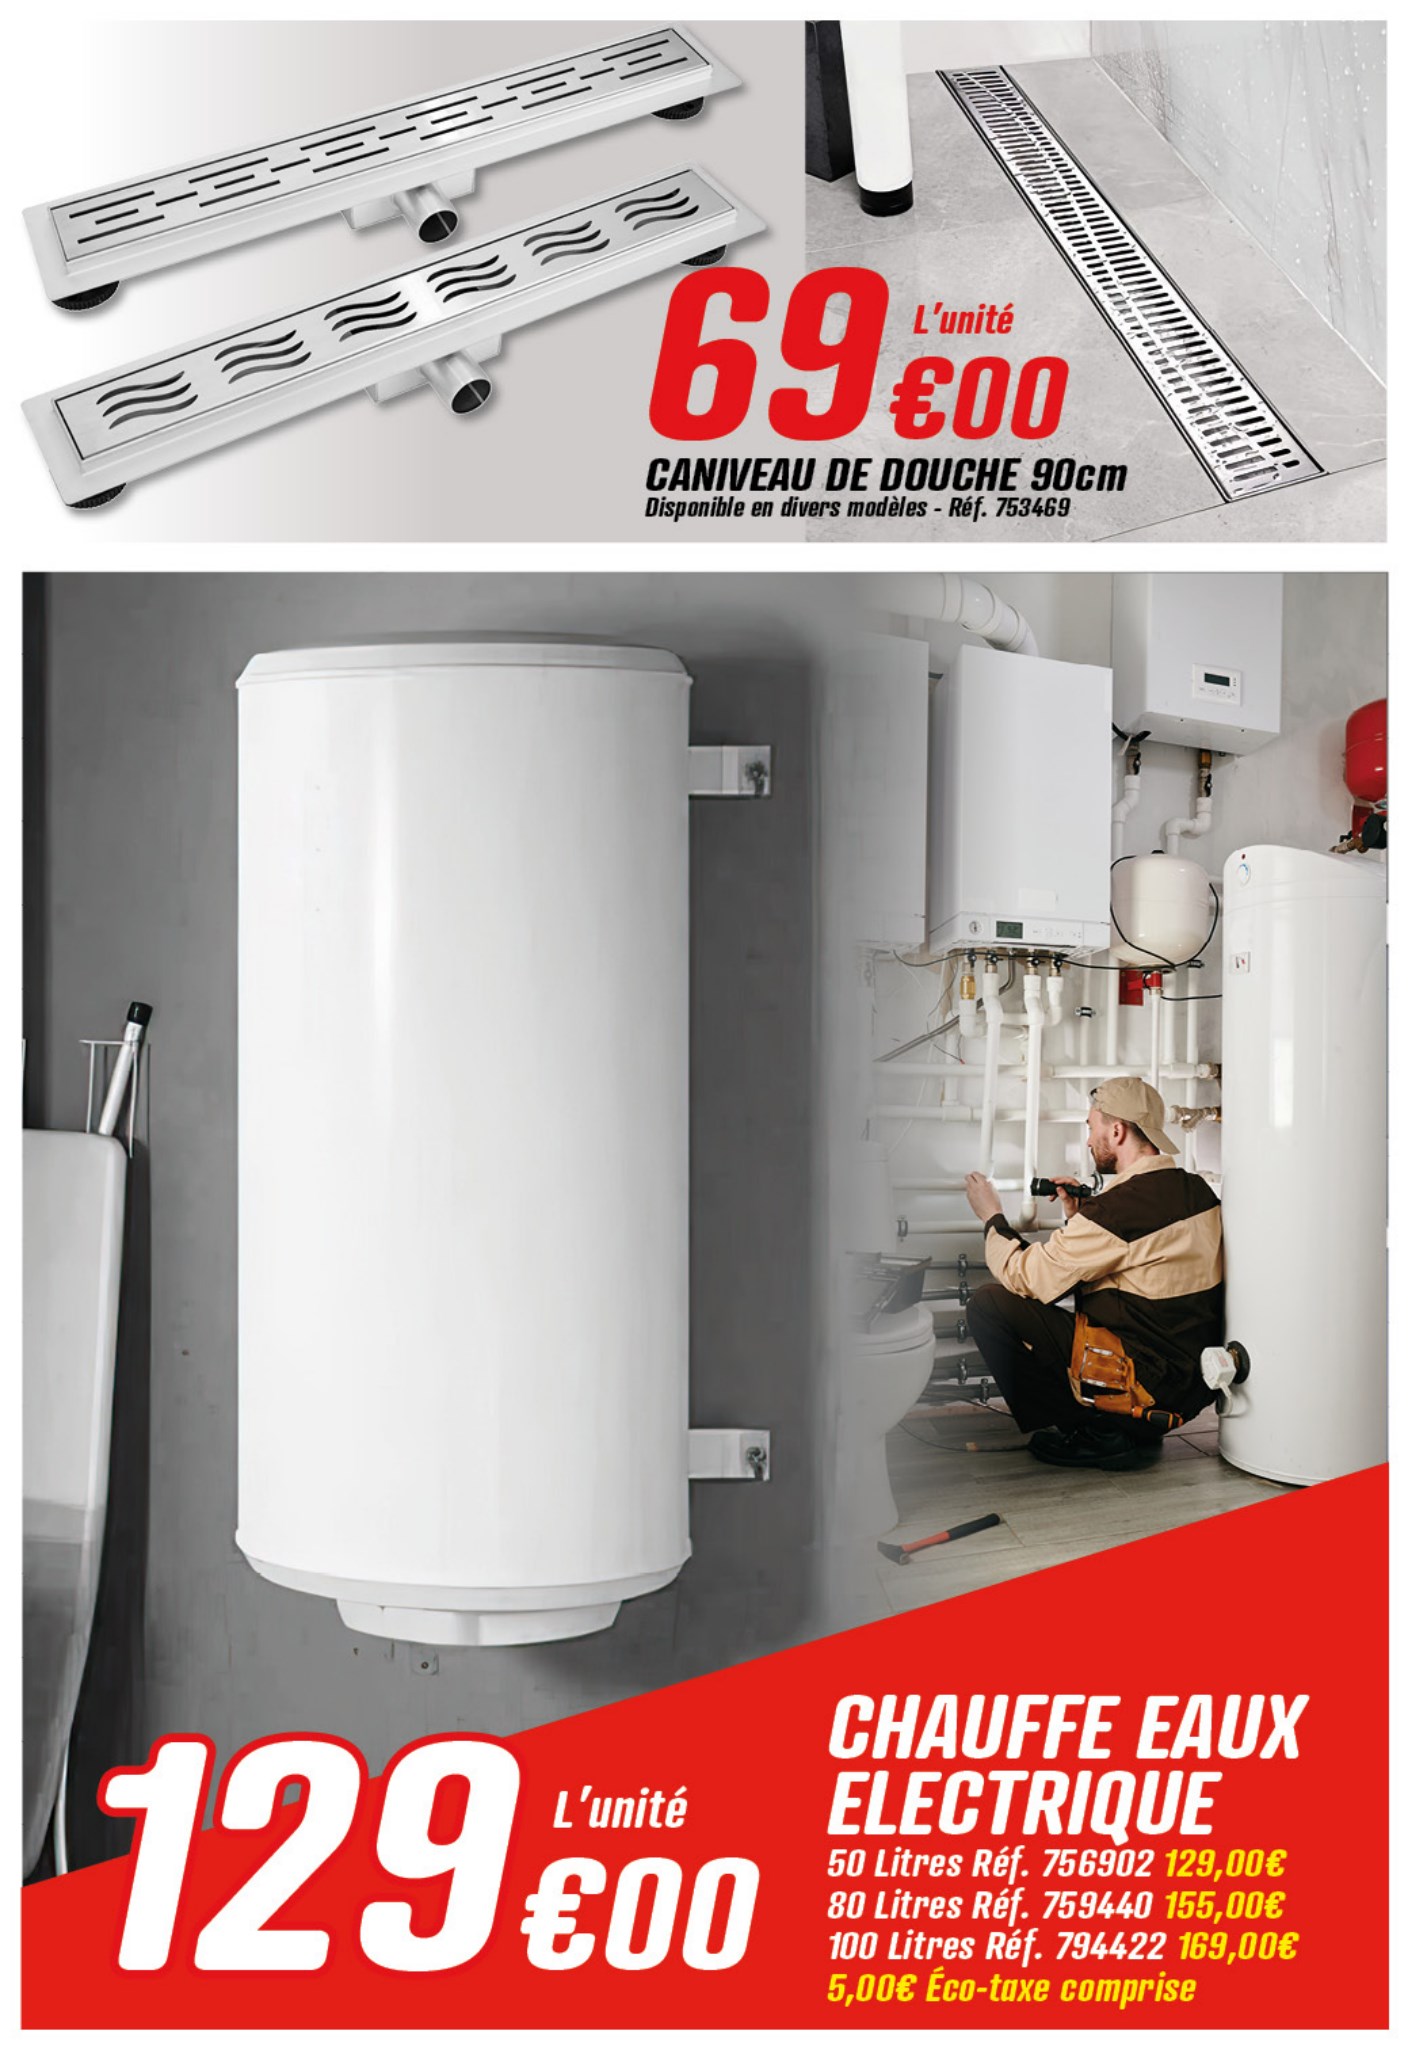 69 €00
L'unité
CANIVEAU DE DOUCHE 90cm
Disponible en divers modèles - Réf. 753469
129 €00
L'unité
CHAUFFE EAUX
ELECTRIQUE
50 Litres Réf. 756902 129,00€
80 Litres Réf. 759440 155,00€
100 Litres Réf. 794422 169,00€
5,00€ Éco-taxe comprise